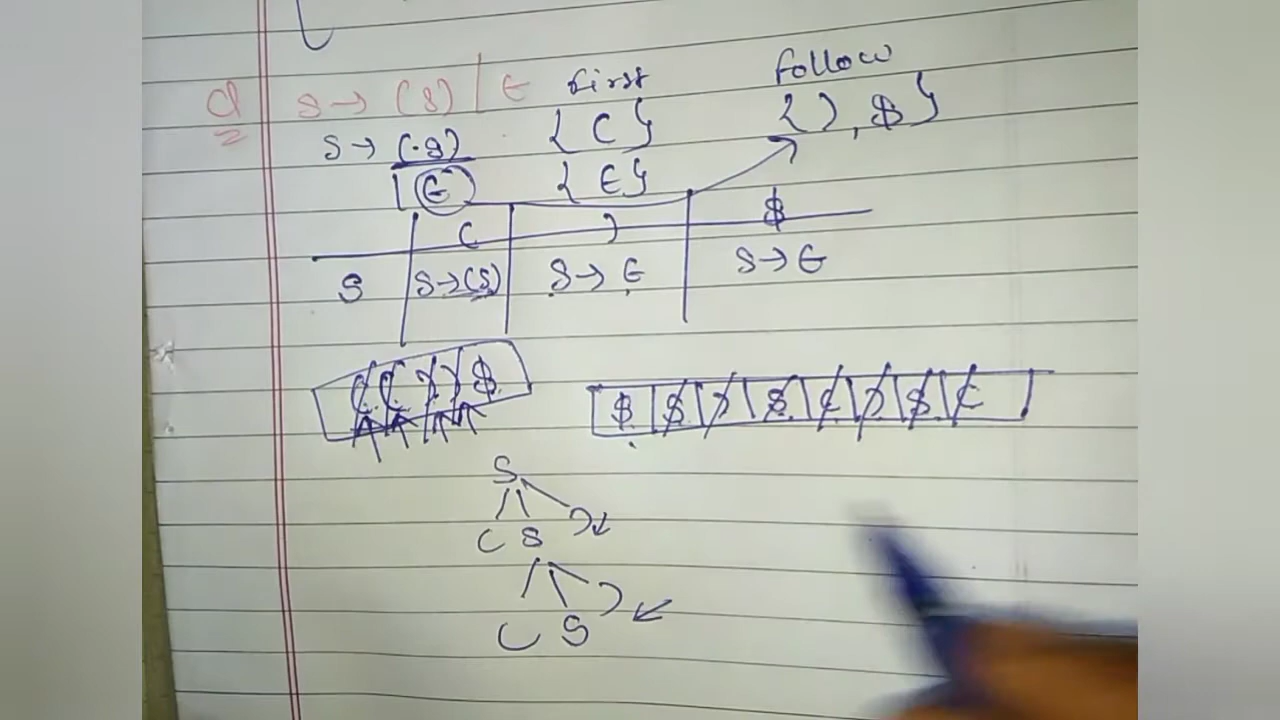 Q S → (S) | ε First Follow
S → (·S) { ( } { ), $ }
| ε { ε }
( ) $
S S→(S) S → ε S → ε
( ( ) ) $ $ S ) S ( ) S (
S
( S )
( S )